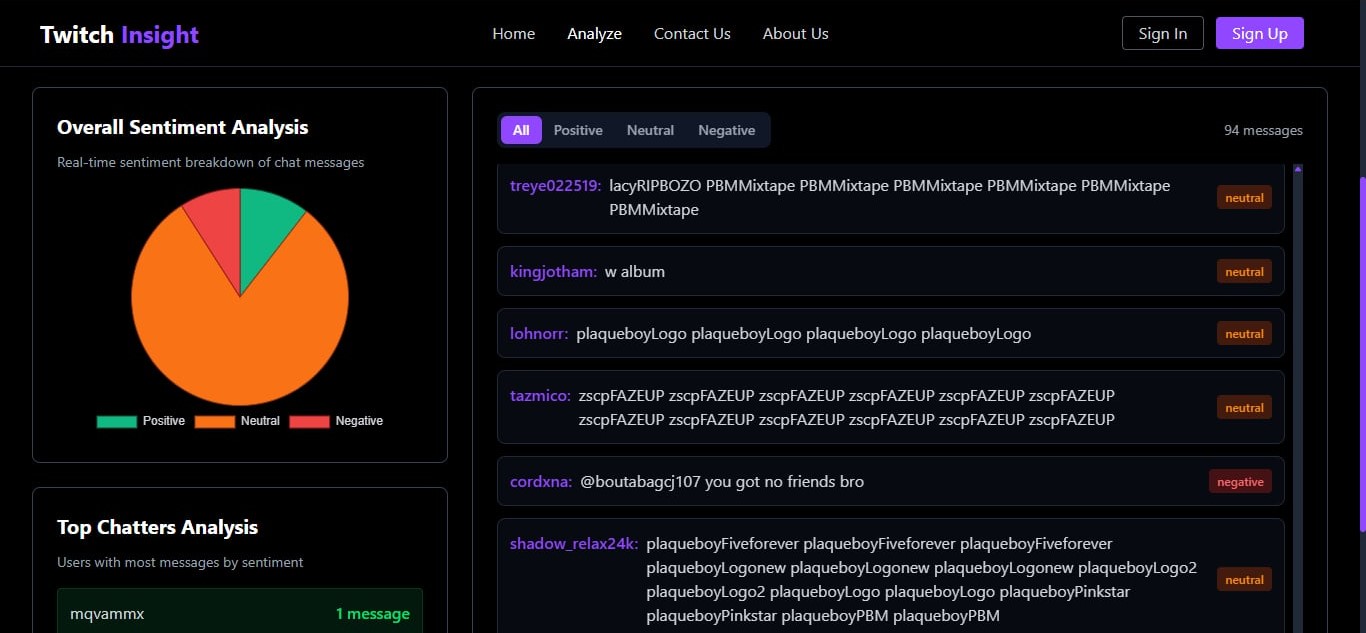 Twitch Insight
Home Analyze Contact Us About Us
Sign In Sign Up
Overall Sentiment Analysis
Real-time sentiment breakdown of chat messages
Positive Neutral Negative
Top Chatters Analysis
Users with most messages by sentiment
mqvammx 1 message
All Positive Neutral Negative 94 messages
treye022519: lacyRIPBOZO PBMMixtape PBMMixtape PBMMixtape PBMMixtape PBMMixtape
PBMMixtape
neutral
kingjotham: w album neutral
lohnorr: plaqueboyLogo plaqueboyLogo plaqueboyLogo plaqueboyLogo neutral
tazmico: zscpFAZEUP zscpFAZEUP zscpFAZEUP zscpFAZEUP zscpFAZEUP zscpFAZEUP
zscpFAZEUP zscpFAZEUP zscpFAZEUP zscpFAZEUP zscpFAZEUP zscpFAZEUP
neutral
cordxna: @boutabagcj107 you got no friends bro negative
shadow_relax24k: plaqueboyFiveforever plaqueboyFiveforever plaqueboyFiveforever
plaqueboyLogonew plaqueboyLogonew plaqueboyLogonew plaqueboyLogo2
plaqueboyLogo2 plaqueboyLogo plaqueboyLogo plaqueboyPinkstar
plaqueboyPinkstar plaqueboyPBM plaqueboyPBM
neutral